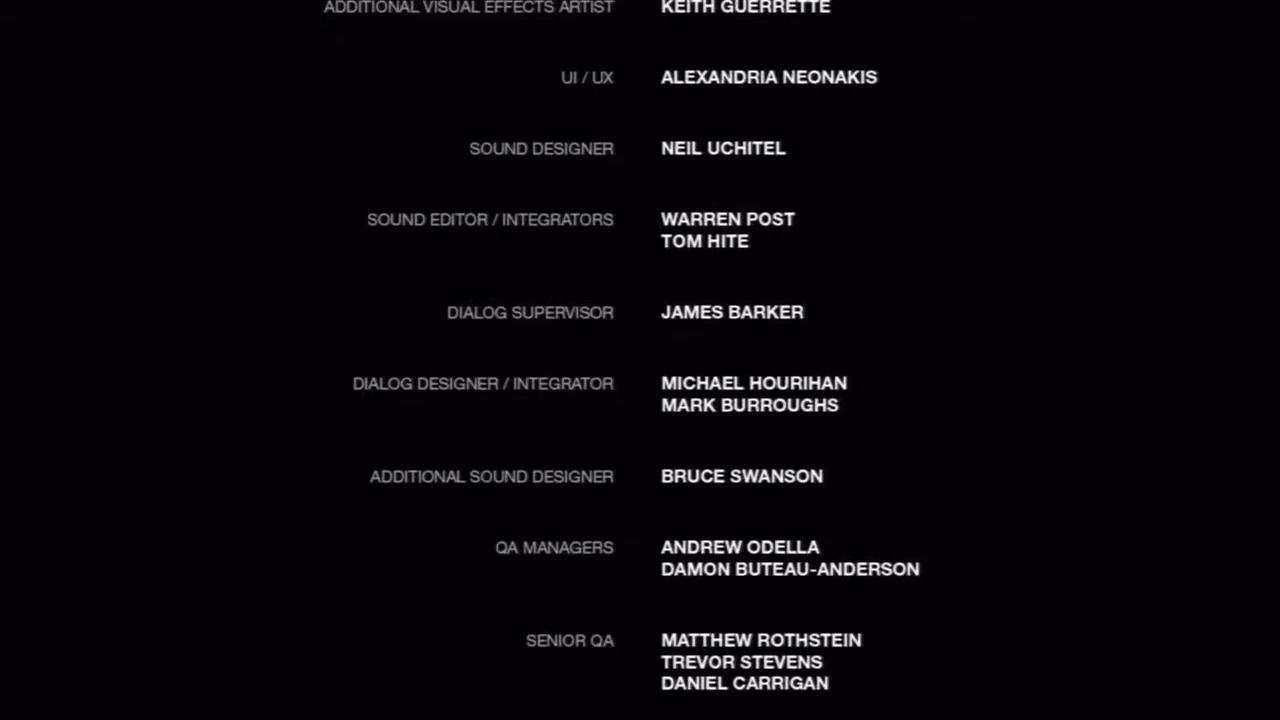 ADDITIONAL VISUAL EFFECTS ARTIST KEITH GUERRETTE
UI / UX ALEXANDRIA NEONAKIS
SOUND DESIGNER NEIL UCHITEL
SOUND EDITOR / INTEGRATORS WARREN POST
TOM HITE
DIALOG SUPERVISOR JAMES BARKER
DIALOG DESIGNER / INTEGRATOR MICHAEL HOURIHAN
MARK BURROUGHS
ADDITIONAL SOUND DESIGNER BRUCE SWANSON
QA MANAGERS ANDREW ODELLA
DAMON BUTEAU-ANDERSON
SENIOR QA MATTHEW ROTHSTEIN
TREVOR STEVENS
DANIEL CARRIGAN